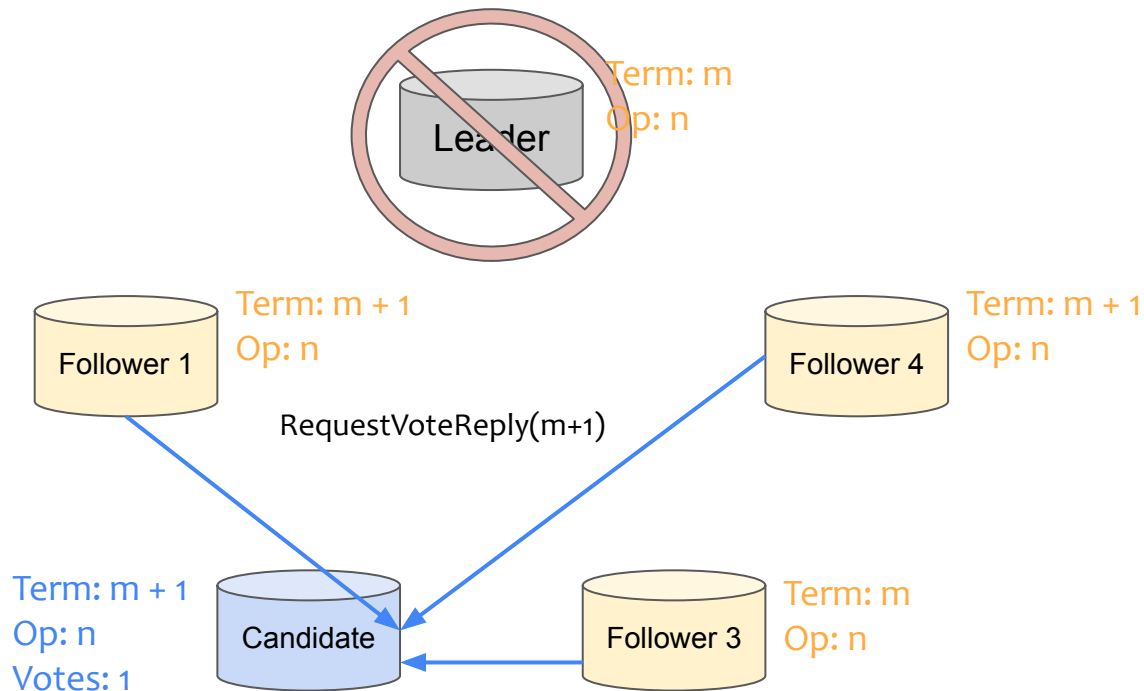 Term: m
Op: n
Leader
Term: m + 1
Op: n
Follower 1
Term: m + 1
Op: n
Follower 4
RequestVoteReply(m+1)
Term: m + 1
Op: n
Votes: 1
Candidate
Follower 3
Term: m
Op: n